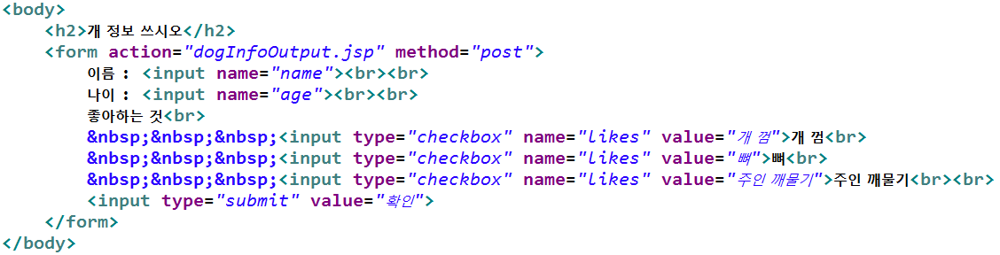 <body>
<h2>개 정보 쓰시오</h2>
<form action="dogInfoOutput.jsp" method="post">
이름 : <input name="name"><br><br>
나이 : <input name="age"><br><br>
좋아하는 것<br>
&nbsp;&nbsp;&nbsp;<input type="checkbox" name="likes" value="개 껌">개 껌<br>
&nbsp;&nbsp;&nbsp;<input type="checkbox" name="likes" value="뼈">뼈<br>
&nbsp;&nbsp;&nbsp;<input type="checkbox" name="likes" value="주인 깨물기">주인 깨물기<br><br>
<input type="submit" value="확인">
</form>
</body>